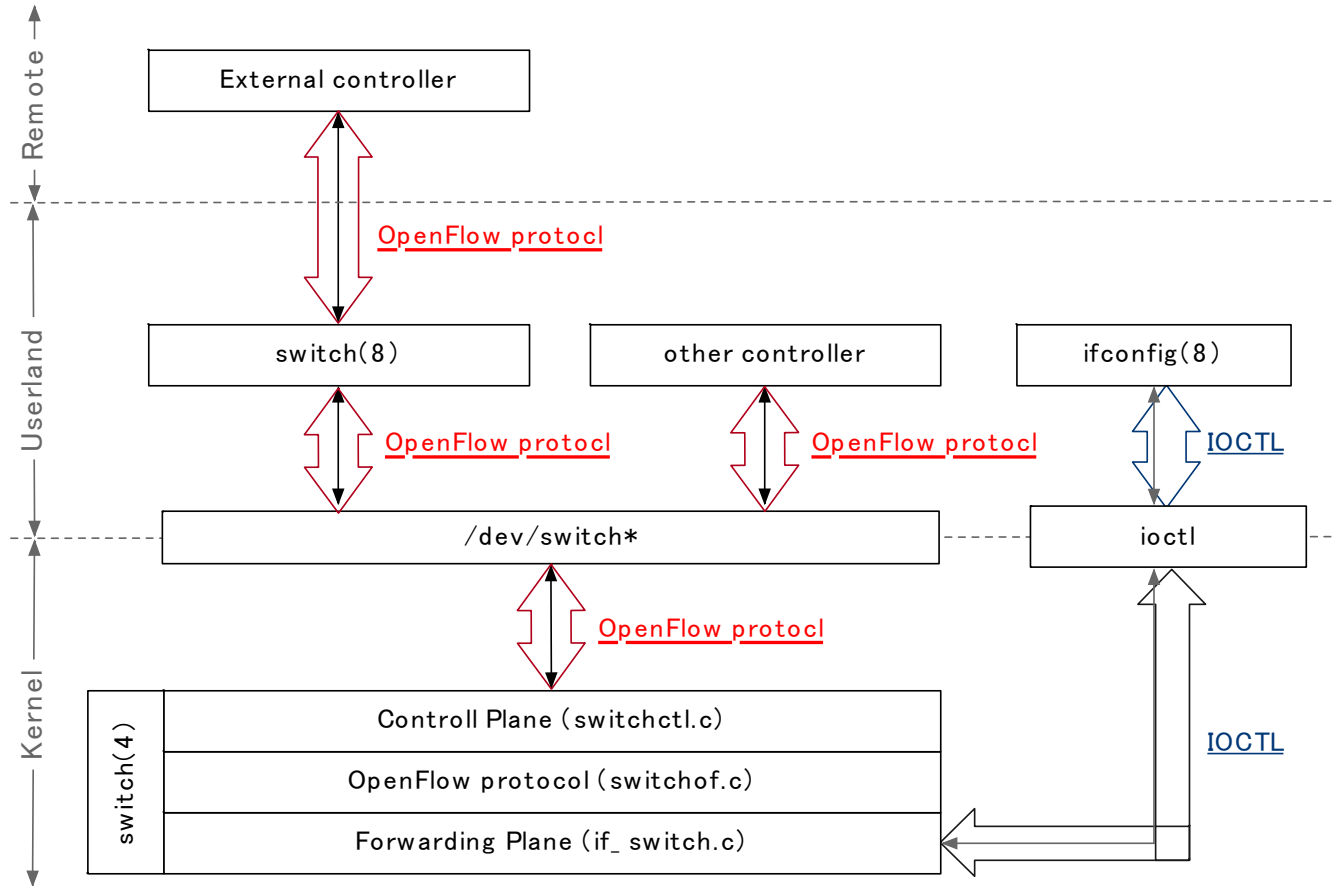 Remote
External controller
OpenFlow protocl
Userland
switch(8)
other controller
ifconfig(8)
OpenFlow protocl
OpenFlow protocl
IOCTL
/dev/switch*
ioctl
OpenFlow protocl
Kernel
switch(4)
Controll Plane (switchctl.c)
IOCTL
OpenFlow protocol (switchof.c)
Forwarding Plane (if_ switch.c)